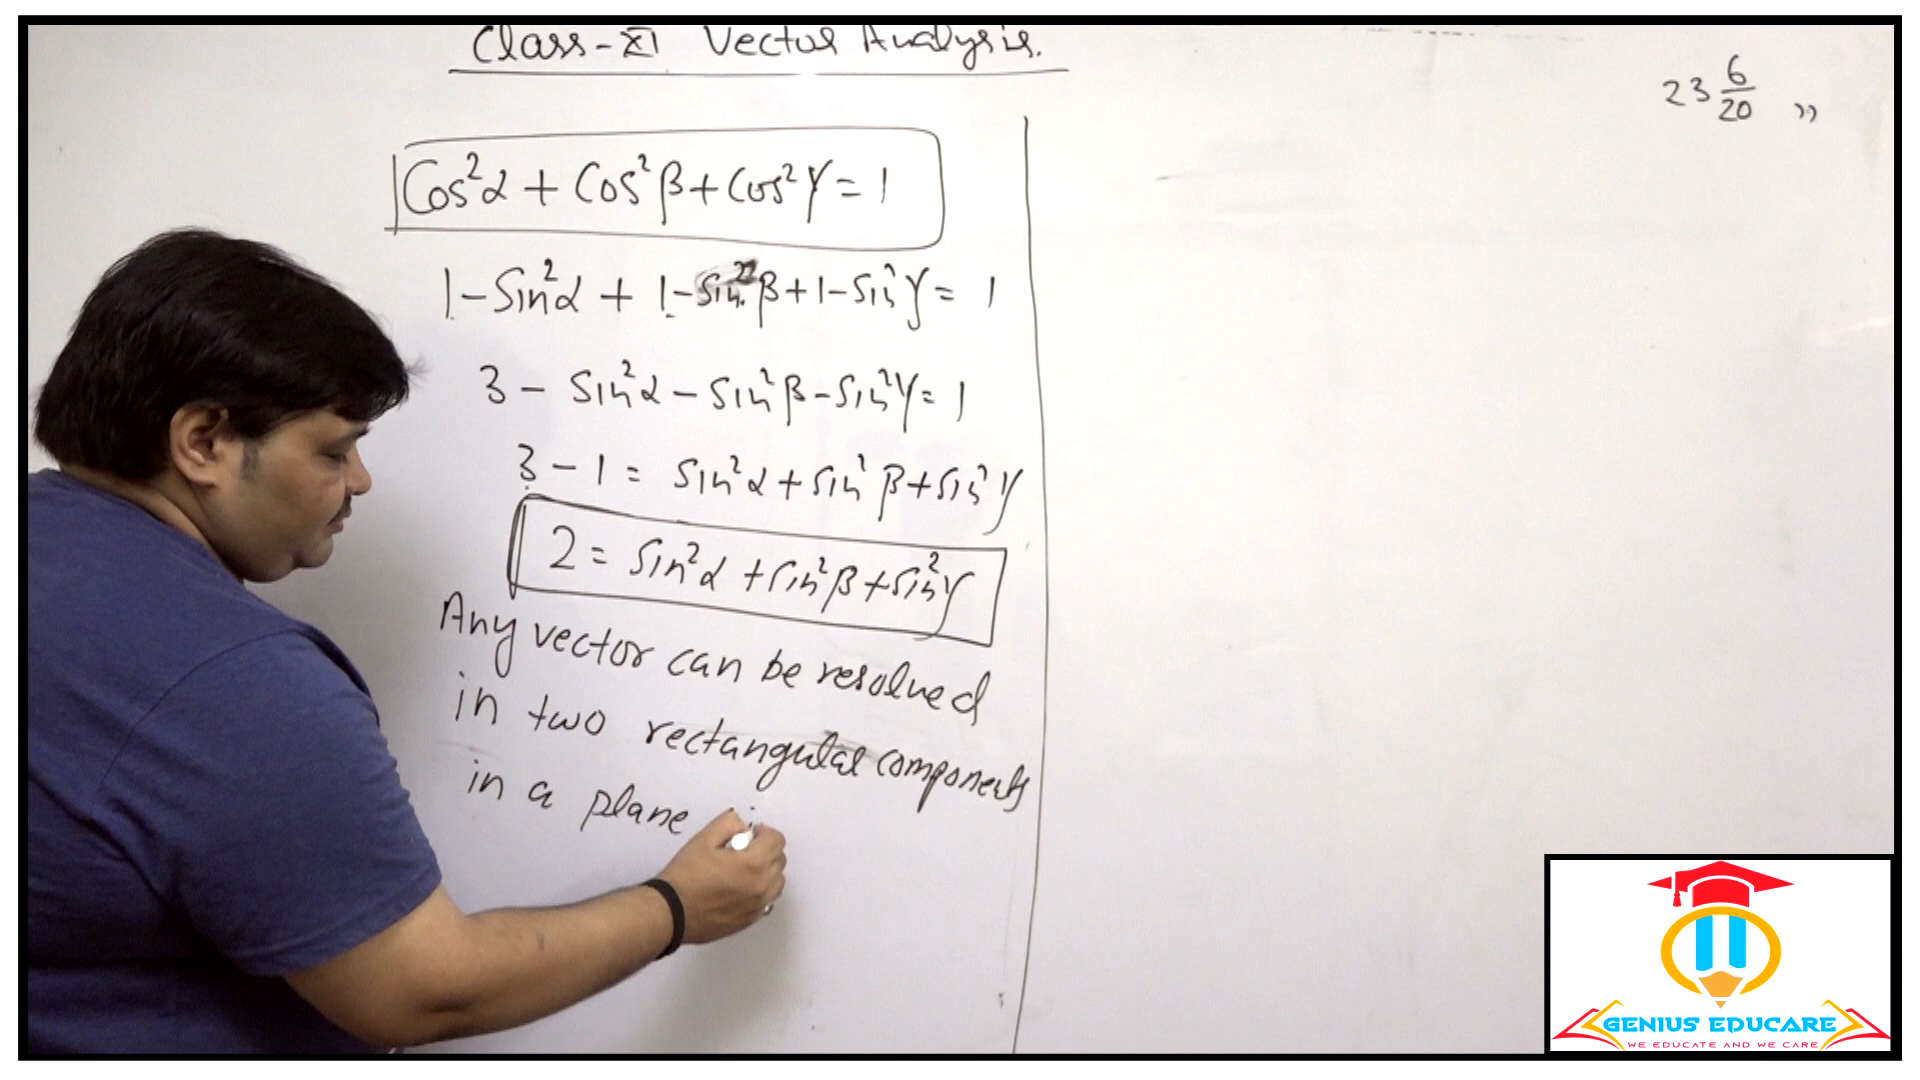 Class-XI Vector Analysis.
23 6/20 ,,
Cos²α + Cos²β + Cos²γ = 1
1 - Sin²α + 1 - Sin²β + 1 - Sin²γ = 1
3 - Sin²α - Sin²β - Sin²γ = 1
3 - 1 = Sin²α + Sin²β + Sin²γ
2 = Sin²α + Sin²β + Sin²γ
Any vector can be resolved
in two rectangular components
in a plane
GENIUS EDUCARE
WE EDUCATE AND WE CARE